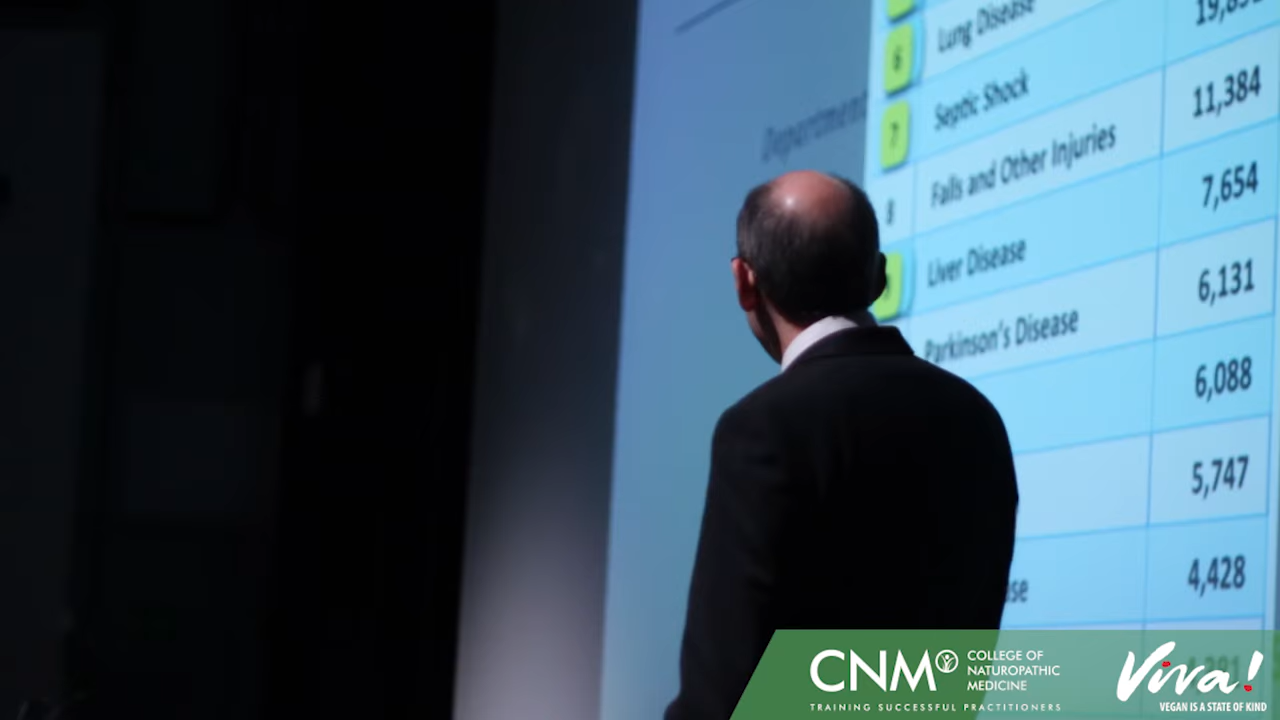 6 Lung Disease
7 Septic Shock 11,384
8 Falls and Other Injuries 7,654
Liver Disease 6,131
Parkinson's Disease 6,088
5,747
4,428
Department
CNM
COLLEGE OF
NATUROPATHIC
MEDICINE
TRAINING SUCCESSFUL PRACTITIONERS
Viva!
VEGAN IS A STATE OF KIND